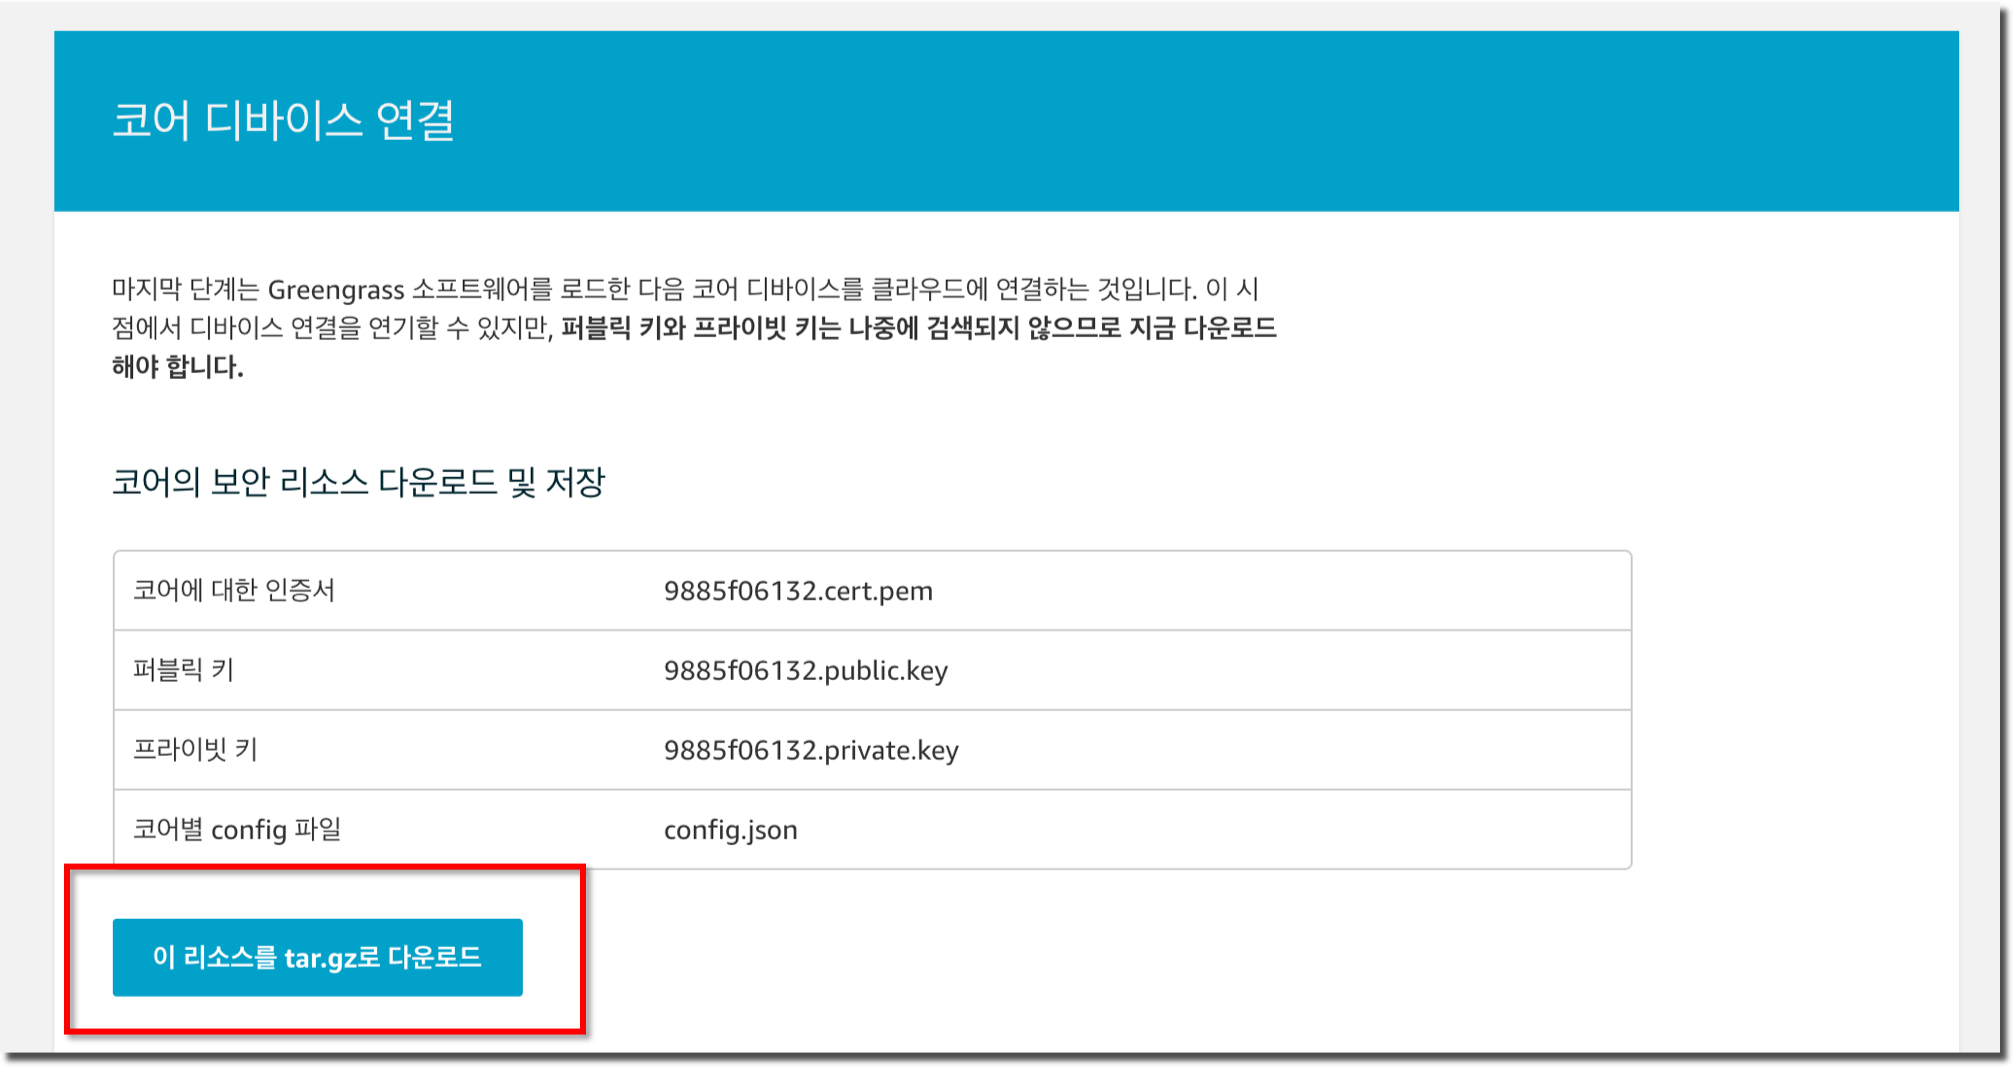 코어 디바이스 연결
마지막 단계는 Greengrass 소프트웨어를 로드한 다음 코어 디바이스를 클라우드에 연결하는 것입니다. 이 시
점에서 디바이스 연결을 연기할 수 있지만, 퍼블릭 키와 프라이빗 키는 나중에 검색되지 않으므로 지금 다운로드
해야 합니다.
코어의 보안 리소스 다운로드 및 저장
코어에 대한 인증서 9885f06132.cert.pem
퍼블릭 키 9885f06132.public.key
프라이빗 키 9885f06132.private.key
코어별 config 파일 config.json
이 리소스를 tar.gz로 다운로드